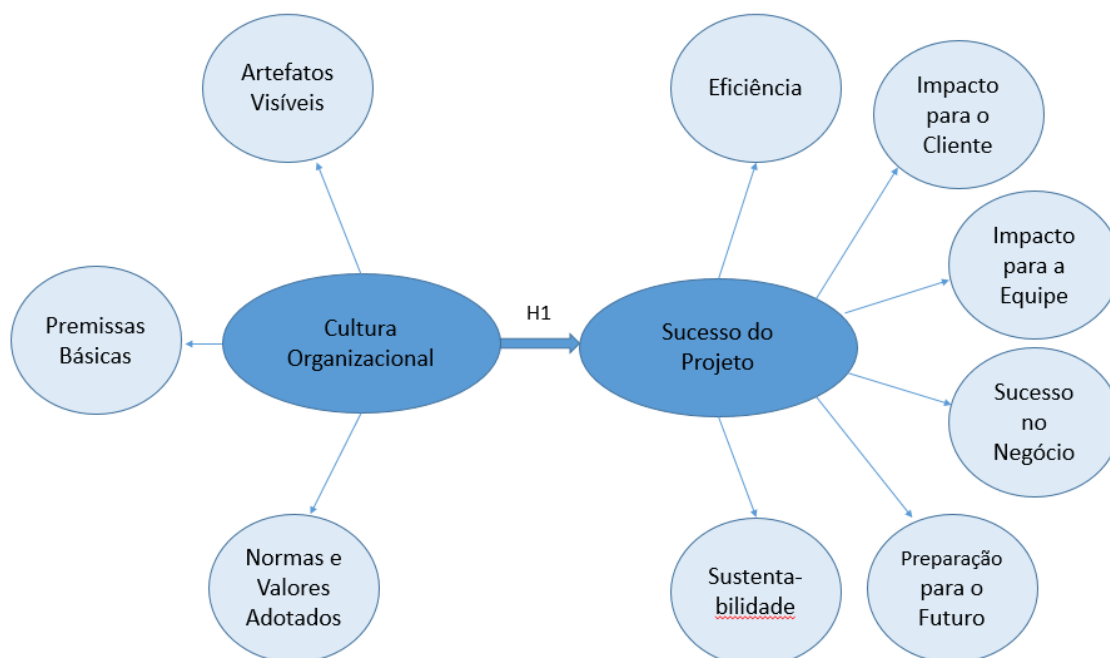 Artefatos
Visíveis
Premissas
Básicas
Cultura
Organizacional
Normas e
Valores
Adotados
H1
Sucesso do
Projeto
Eficiência
Impacto
para o
Cliente
Impacto
para a
Equipe
Sucesso
no
Negócio
Preparação
para o
Futuro
Sustenta-
bilidade